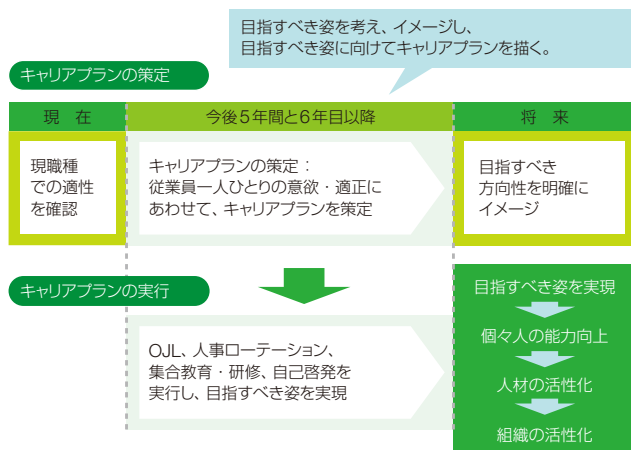 目指すべき姿を考え、イメージし、
目指すべき姿に向けてキャリアプランを描く。
キャリアプランの策定
現 在
今後5年間と6年目以降
将 来
現職種
での適性
を確認
キャリアプランの策定：
従業員一人ひとりの意欲・適正に
あわせて、キャリアプランを策定
目指すべき
方向性を明確に
イメージ
キャリアプランの実行
OJL、人事ローテーション、
集合教育・研修、自己啓発を
実行し、目指すべき姿を実現
目指すべき姿を実現
個々人の能力向上
人材の活性化
組織の活性化